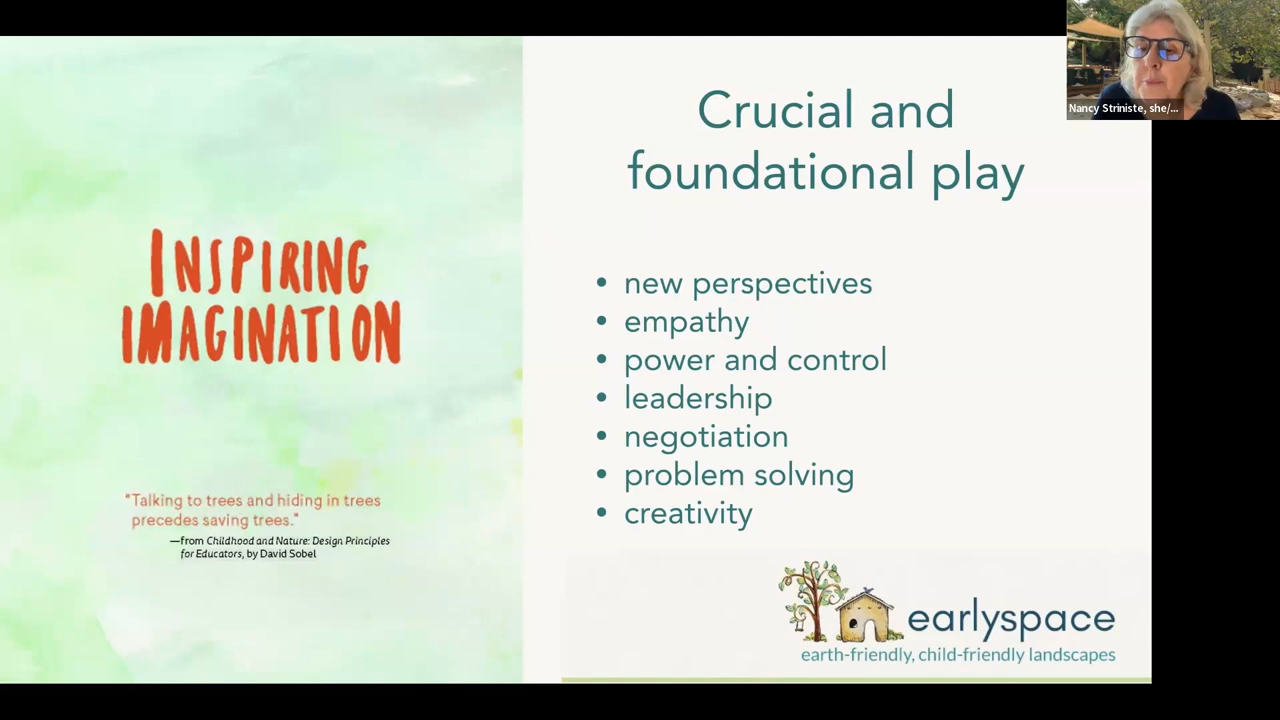 INSPIRING
IMAGINATION
"Talking to trees and hiding in trees
precedes saving trees."
—from Childhood and Nature: Design Principles
for Educators, by David Sobel
Crucial and
foundational play
• new perspectives
• empathy
• power and control
• leadership
• negotiation
• problem solving
• creativity
earlyspace
earth-friendly, child-friendly landscapes
Nancy Striniste, she/...